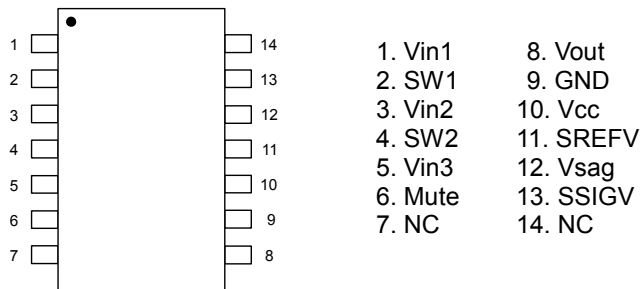 1 14
2 13
3 12
4 11
5 10
6 9
7 8
1. Vin1 8. Vout
2. SW1 9. GND
3. Vin2 10. Vcc
4. SW2 11. SREFV
5. Vin3 12. Vsag
6. Mute 13. SSIGV
7. NC 14. NC